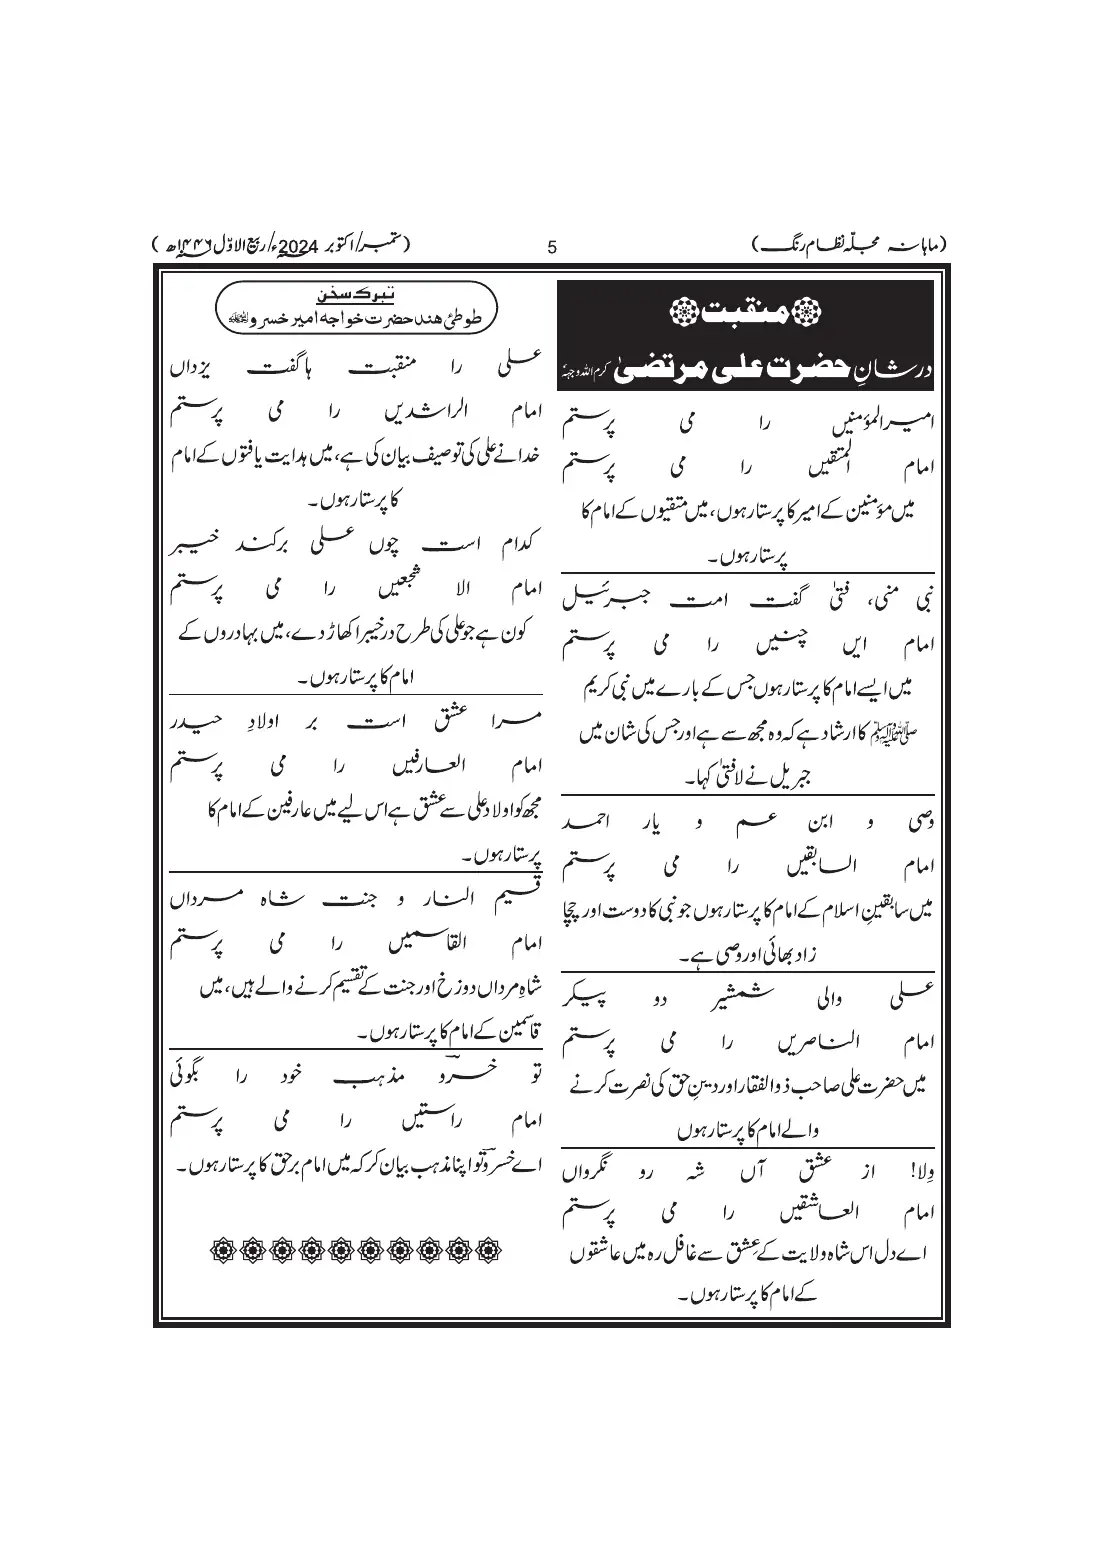 (ماہانہ مجلّہ نظام رنگ)
5
(ستمبر/اکتوبر 2024ء/ربیع الاوّل ۱۴۴۶ھ)
منقبت
در شانِ حضرت علی مرتضیٰ کرم اللہ وجہہٗ
امیر المؤمنیں را می پرستم
امام المتقیں را می پرستم
میں مؤمنین کے امیر کا پرستار ہوں، میں متقیوں کے امام کا
پرستار ہوں۔
نبی منی، فتیٰ گفت امت جبرئیل
امام ایں چنیں را می پرستم
میں ایسے امام کا پرستار ہوں جس کے بارے میں نبی کریم
ﷺ کا ارشاد ہے کہ وہ مجھ سے ہے اور جس کی شان میں
جبریل نے لافتیٰ کہا۔
وصی و ابن عم و یار احمد
امام السابقیں را می پرستم
میں سابقینِ اسلام کے امام کا پرستار ہوں جو نبی کا دوست اور چچا
زاد بھائی اور وصی ہے۔
علی والی شمشیر دو پیکر
امام الناصریں را می پرستم
میں حضرت علی صاحب ذوالفقار اور دینِ حق کی نصرت کرنے
والے امام کا پرستار ہوں
دِلا! از عشق آں شہ رو نگرواں
امام العاشقیں را می پرستم
اے دل اس شاہ ولایت کے عِشق سے غافل رہ میں عاشقوں
کے امام کا پرستار ہوں۔
تبرک سخن
طوطیٔ ھند حضرت خواجہ امیر خسرو
علی را منقبت ہا گفت یزداں
امام الراشدیں را می پرستم
خدا نے علی کی توصیف بیان کی ہے، میں ہدایت یافتوں کے امام
کا پرستار ہوں۔
کدام است چوں علی برکند خیبر
امام الا شجعیں را می پرستم
کون ہے جو علی کی طرح در خیبر اکھاڑ دے، میں بہادروں کے
امام کا پرستار ہوں۔
مرا عشق است بر اولادِ حیدر
امام العارفیں را می پرستم
مجھ کو اولاد علی سے عشق ہے اس لیے میں عارفین کے امام کا
پرستار ہوں۔
قسیم النار و جنت شاہ مرداں
امام القاسمیں را می پرستم
شاہِ مرداں دوزخ اور جنت کے تقسیم کرنے والے ہیں، میں
قاسمین کے امام کا پرستار ہوں۔
تو خسروؔ مذہب خود را بگوئی
امام راستیں را می پرستم
اے خسروؔ تو اپنا مذہب بیان کر کہ میں امام برحق کا پرستار ہوں۔